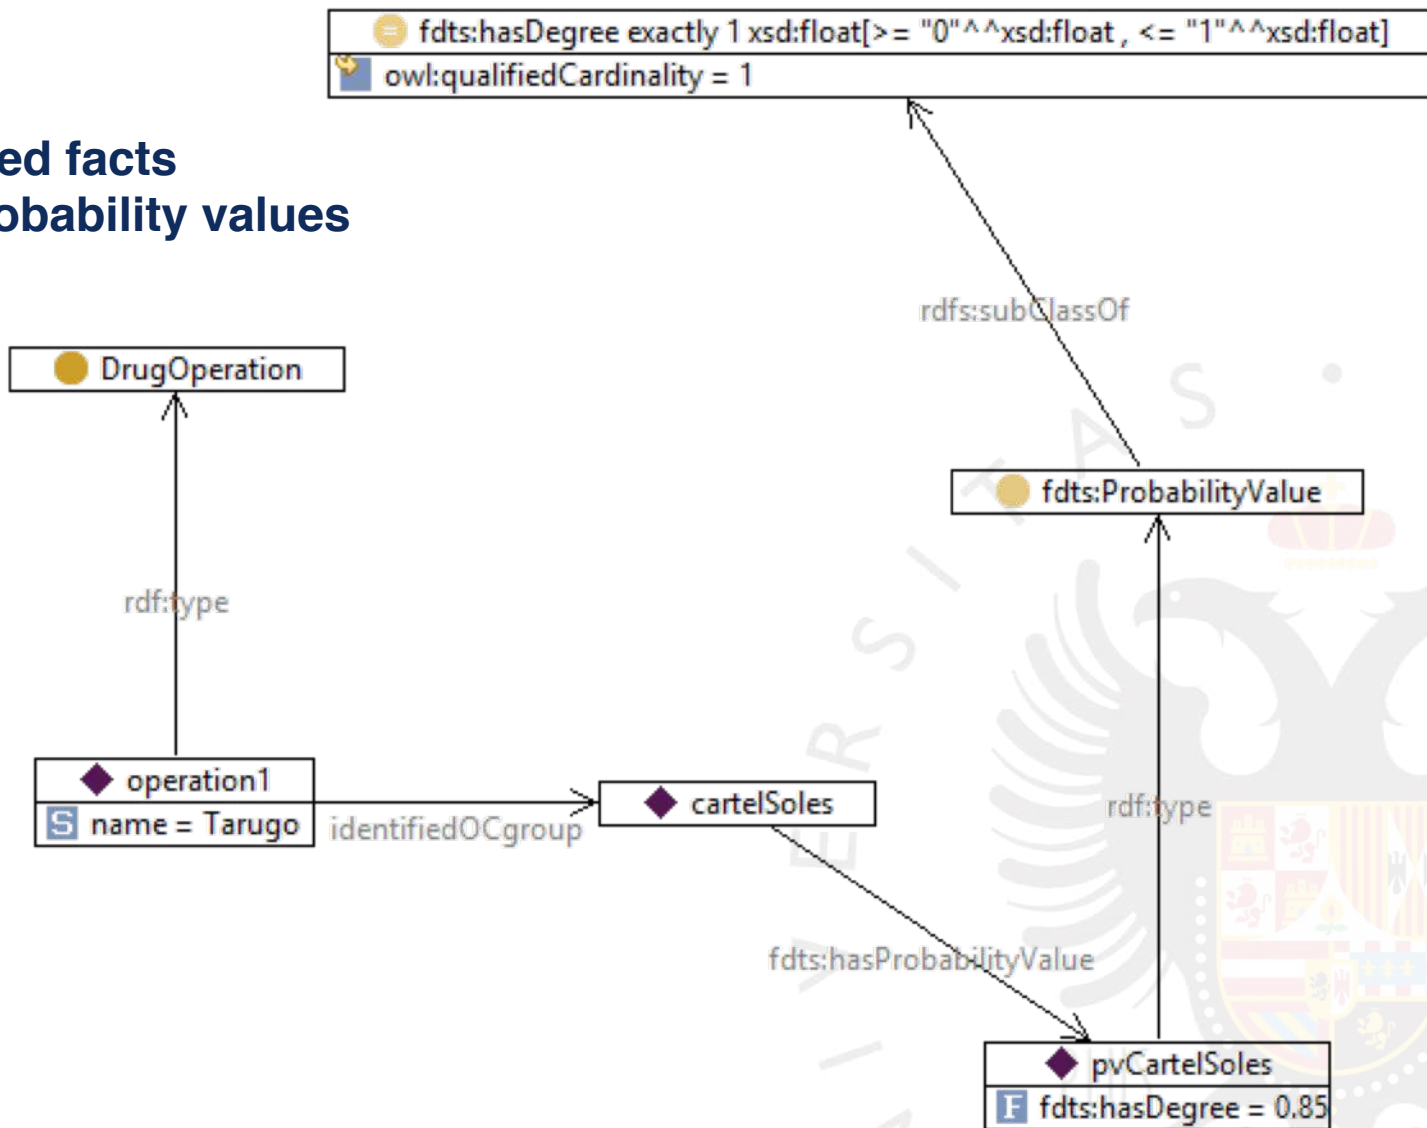 fdts:hasDegree exactly 1 xsd:float[>= "0"^^xsd:float , <= "1"^^xsd:float]
owl:qualifiedCardinality = 1
ed facts
obability values
rdfs:subClassOf
DrugOperation
fdts:ProbabilityValue
rdf:type
operation1
S name = Tarugo
identifiedOCgroup
cartelSoles
rdf:type
fdts:hasProbabilityValue
pvCartelSoles
F fdts:hasDegree = 0.85